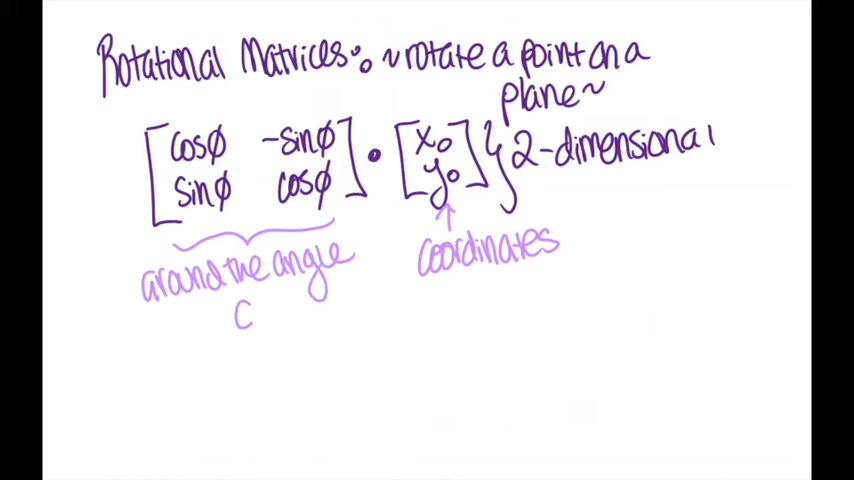 Rotational Matrices: ~rotate a point on a
plane~
[cosϕ -sinϕ] • [x₀] } 2-dimensional
[sinϕ cosϕ] [y₀]
around the angle coordinates
C